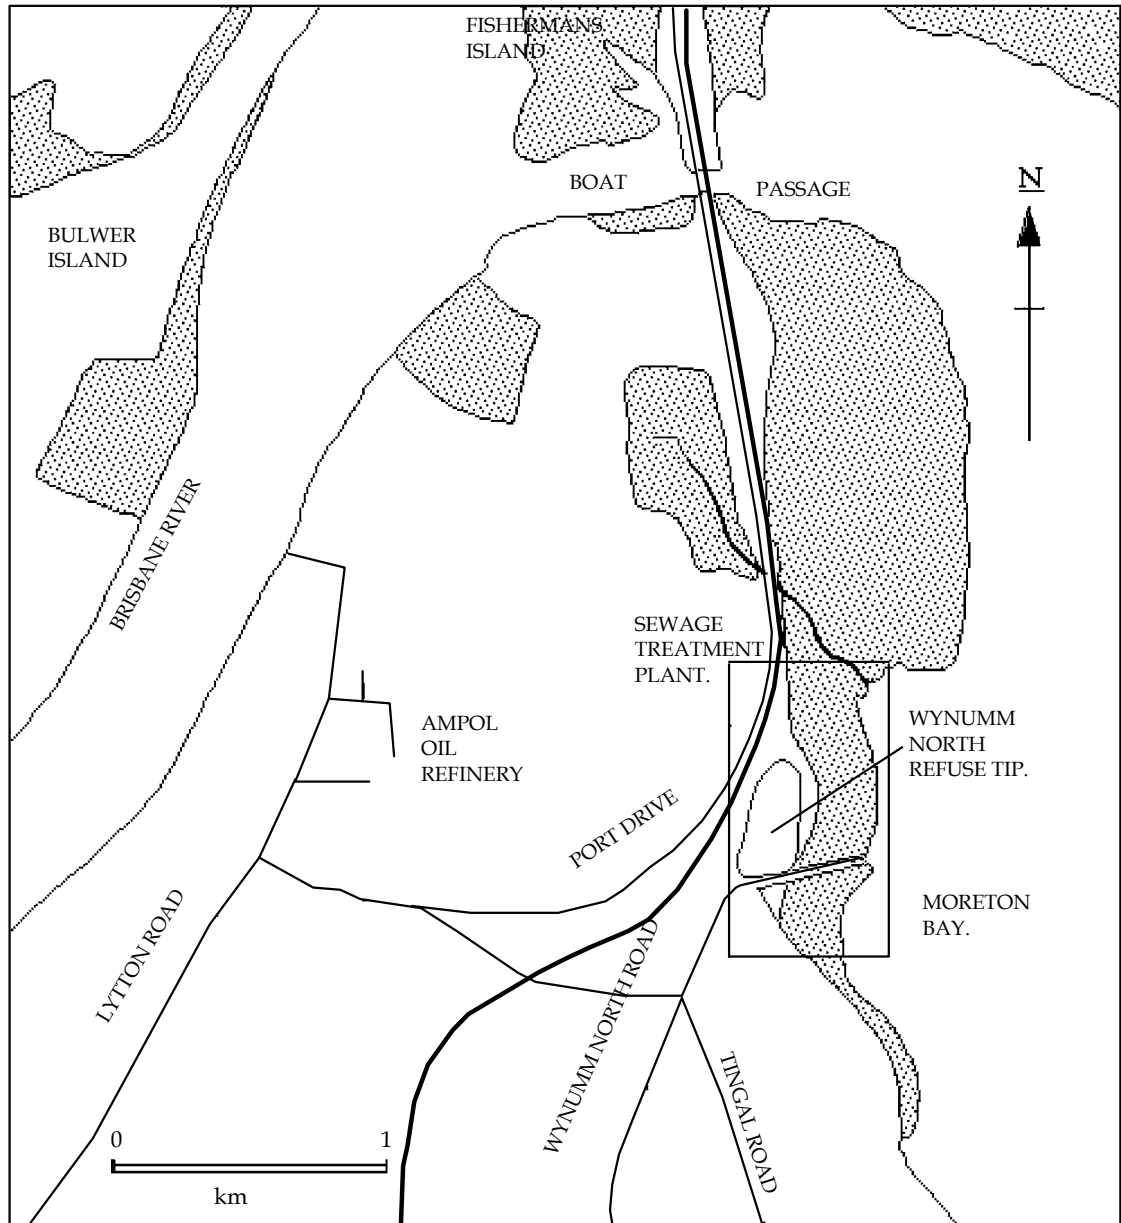 FISHERMANS
ISLAND
BOAT
PASSAGE
N
BULWER
ISLAND
BRISBANE RIVER
SEWAGE
TREATMENT
PLANT.
AMPOL
OIL
REFINERY
WYNUMM
NORTH
REFUSE TIP.
PORT DRIVE
MORETON
BAY.
LYTTON ROAD
WYNUMM NORTH ROAD
TINGAL ROAD
0 1
km